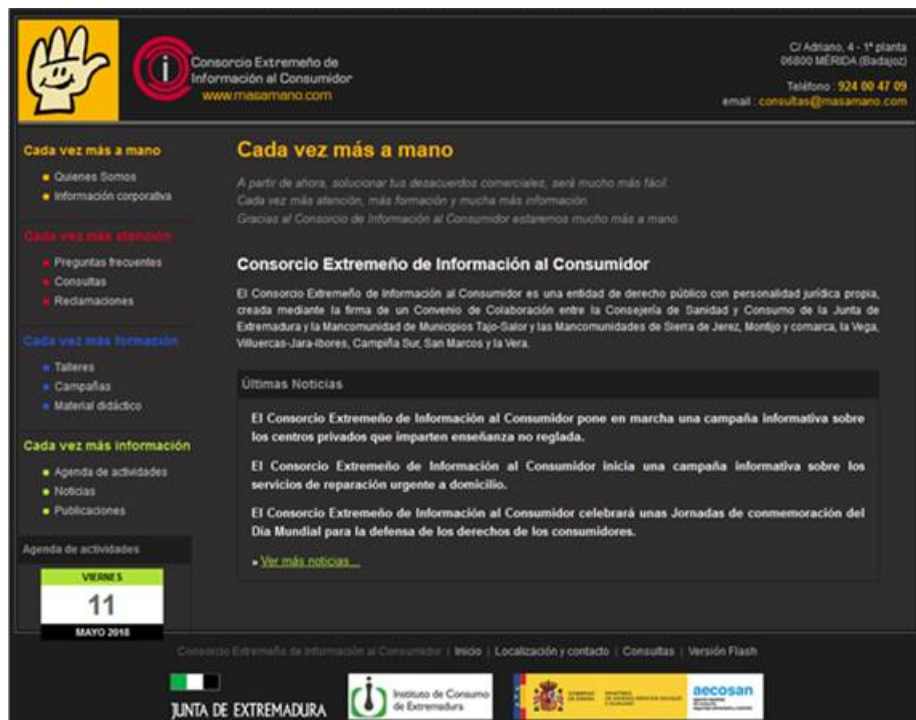 Consorcio Extremeño de
Información al Consumidor
www.masamano.com
C/ Adriano, 4 - 1ª planta
06800 MÉRIDA (Badajoz)
Teléfono : 924 00 47 09
email : consultas@masamano.com
Cada vez más a mano
Quienes Somos
Información corporativa
Cada vez más atención
Preguntas frecuentes
Consultas
Reclamaciones
Cada vez más formación
Talleres
Campañas
Material didáctico
Cada vez más información
Agenda de actividades
Noticias
Publicaciones
Agenda de actividades
VIERNES
11
MAYO 2018
Cada vez más a mano
A partir de ahora, solucionar tus desacuerdos comerciales, será mucho más fácil.
Cada vez más atención, más formación y mucha más información.
Gracias al Consorcio de Información al Consumidor estaremos mucho más a mano.
Consorcio Extremeño de Información al Consumidor
El Consorcio Extremeño de Información al Consumidor es una entidad de derecho público con personalidad jurídica propia,
creada mediante la firma de un Convenio de Colaboración entre la Consejería de Sanidad y Consumo de la Junta de
Extremadura y la Mancomunidad de Municipios Tajo-Salor y las Mancomunidades de Sierra de Jerez, Montijo y comarca, la Vega,
Villuercas-Jara-Ibores, Campiña Sur, San Marcos y la Vera.
Últimas Noticias
El Consorcio Extremeño de Información al Consumidor pone en marcha una campaña informativa sobre
los centros privados que imparten enseñanza no reglada.
El Consorcio Extremeño de Información al Consumidor inicia una campaña informativa sobre los
servicios de reparación urgente a domicilio.
El Consorcio Extremeño de Información al Consumidor celebrará unas Jornadas de conmemoración del
Día Mundial para la defensa de los derechos de los consumidores.
» Ver más noticias...
Consorcio Extremeño de Información al Consumidor | Inicio | Localización y contacto | Consultas | Versión Flash
JUNTA DE EXTREMADURA
Instituto de Consumo
de Extremadura
GOBIERNO
DE ESPAÑA
aecosan